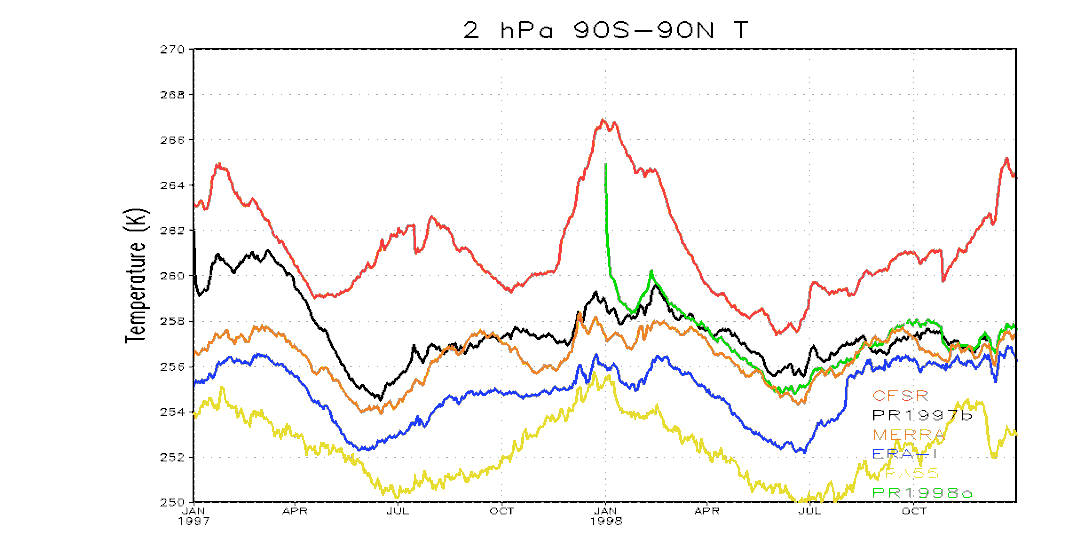 2 hPa 90S-90N T
Temperature (K)
270
268
266
264
262
260
258
256
254
252
250
CFSR
PR1997b
MERRA
ERA-I
PR1998a
JAN APR JUL OCT JAN APR JUL OCT
1997 1998